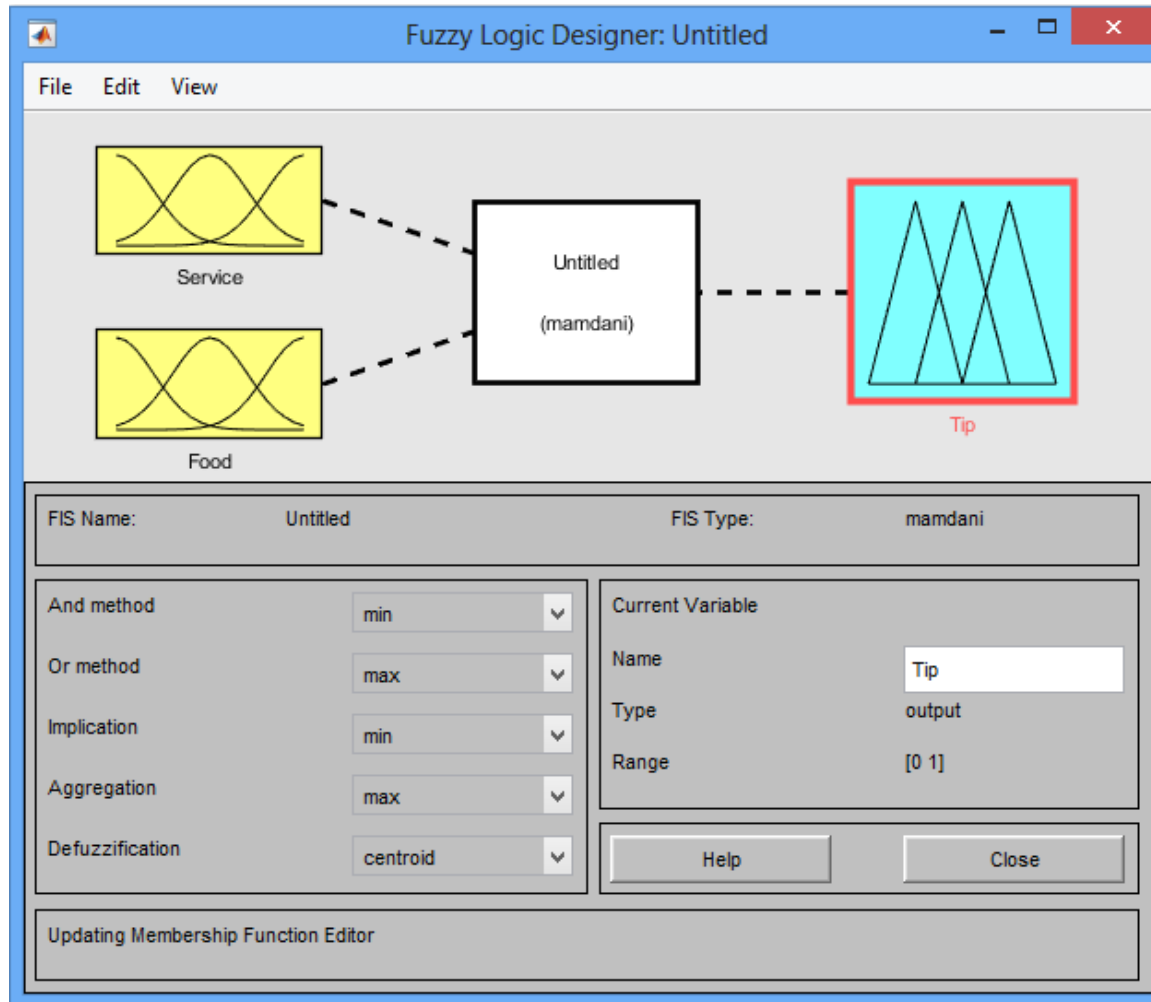 Fuzzy Logic Designer: Untitled
File Edit View
Service
Food
Untitled
(mamdani)
Tip
FIS Name: Untitled FIS Type: mamdani
And method min
Or method max
Implication min
Aggregation max
Defuzzification centroid
Current Variable
Name Tip
Type output
Range [0 1]
Help Close
Updating Membership Function Editor